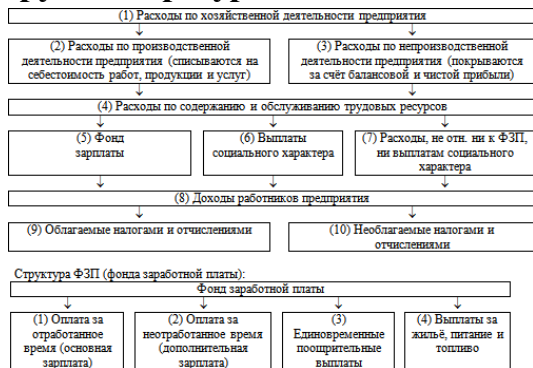 (1) Расходы по хозяйственной деятельности предприятия
(2) Расходы по производственной
деятельности предприятия (списываются на
себестоимость работ, продукции и услуг)
(3) Расходы по непроизводственной
деятельности предприятия (покрываются
за счёт балансовой и чистой прибыли)
(4) Расходы по содержанию и обслуживанию трудовых ресурсов
(5) Фонд
зарплаты
(6) Выплаты
социального характера
(7) Расходы, не отн. ни к ФЗП,
ни выплатам социального
характера
(8) Доходы работников предприятия
(9) Облагаемые налогами и отчислениями
(10) Необлагаемые налогами и
отчислениями
Структура ФЗП (фонда заработной платы):
Фонд заработной платы
(1) Оплата за
отработанное
время (основная
зарплата)
(2) Оплата за
неотработанное время
(дополнительная
зарплата)
(3)
Единовременные
поощрительные
выплаты
(4) Выплаты за
жильё, питание и
топливо